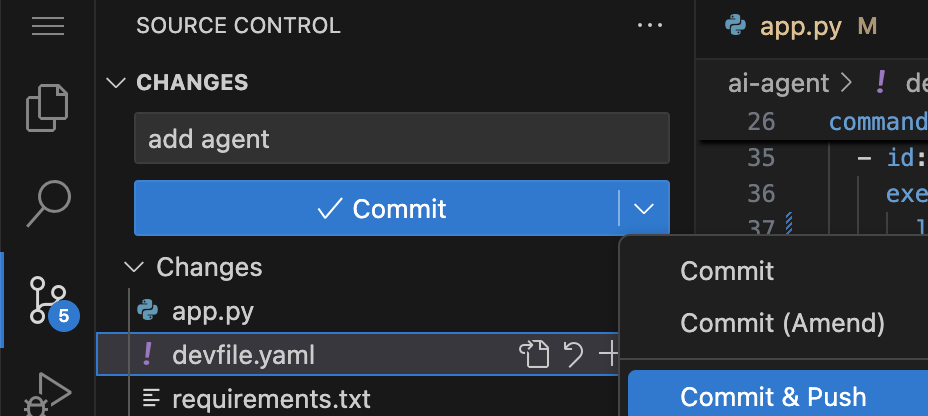 SOURCE CONTROL
app.py M
CHANGES
ai-agent
add agent
26 command
35 - id:
Commit
36 exe
37
Changes
Commit
app.py
5
Commit (Amend)
devfile.yaml
Commit & Push
requirements.txt